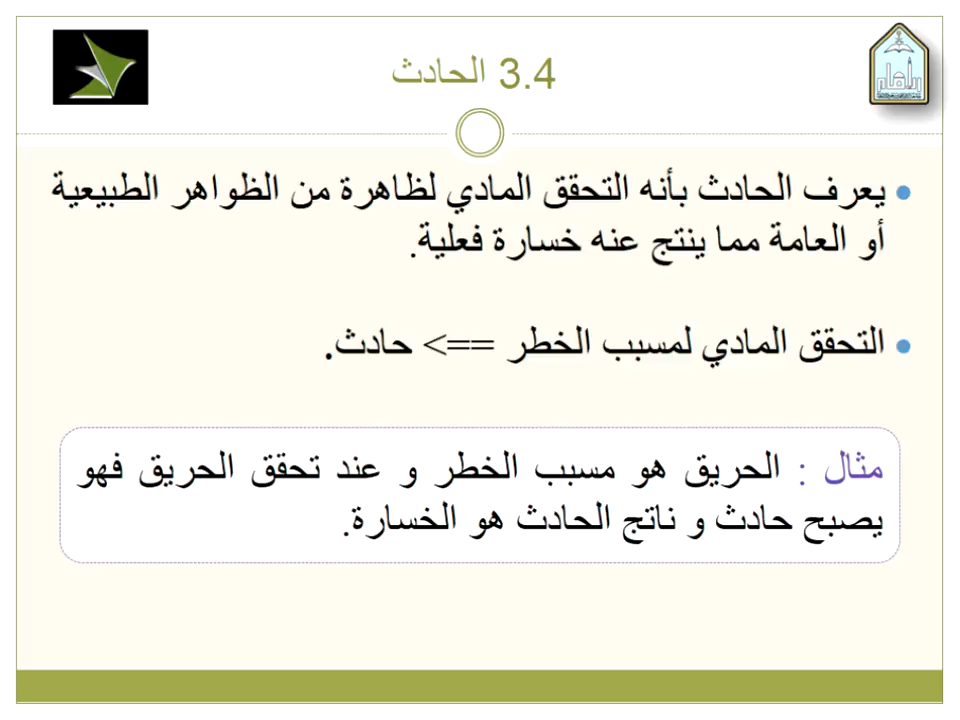 3.4 الحادث
يعرف الحادث بأنه التحقق المادي لظاهرة من الظواهر الطبيعية
أو العامة مما ينتج عنه خسارة فعلية.
التحقق المادي لمسبب الخطر ==> حادث.
مثال : الحريق هو مسبب الخطر و عند تحقق الحريق فهو
يصبح حادث و ناتج الحادث هو الخسارة.